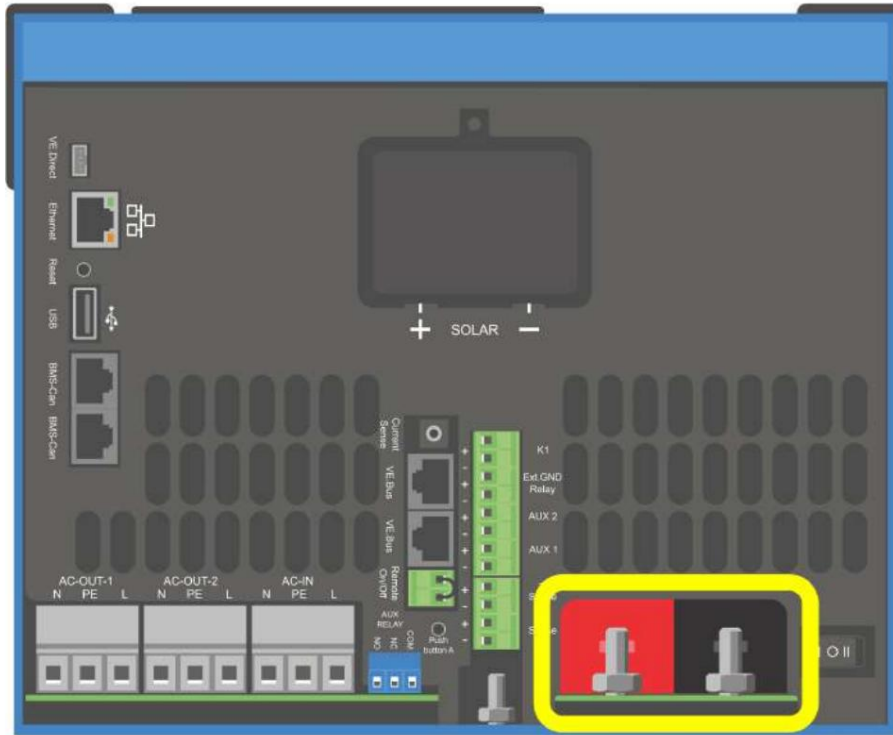 VE.Direct
Ethernet
Reset
USB
BMS-Can
BMS-Can
+ SOLAR −
Current
Sense
VE.Bus
VE.Bus
Remote
On/Off
AUX
RELAY
NO
NC
COM
Push
button A
+
-
+
-
+
-
+
-
+
-
+
-
K1
Ext.GND
Relay
AUX 2
AUX 1
AC-OUT-1
N PE L
AC-OUT-2
N PE L
AC-IN
N PE L
I O II